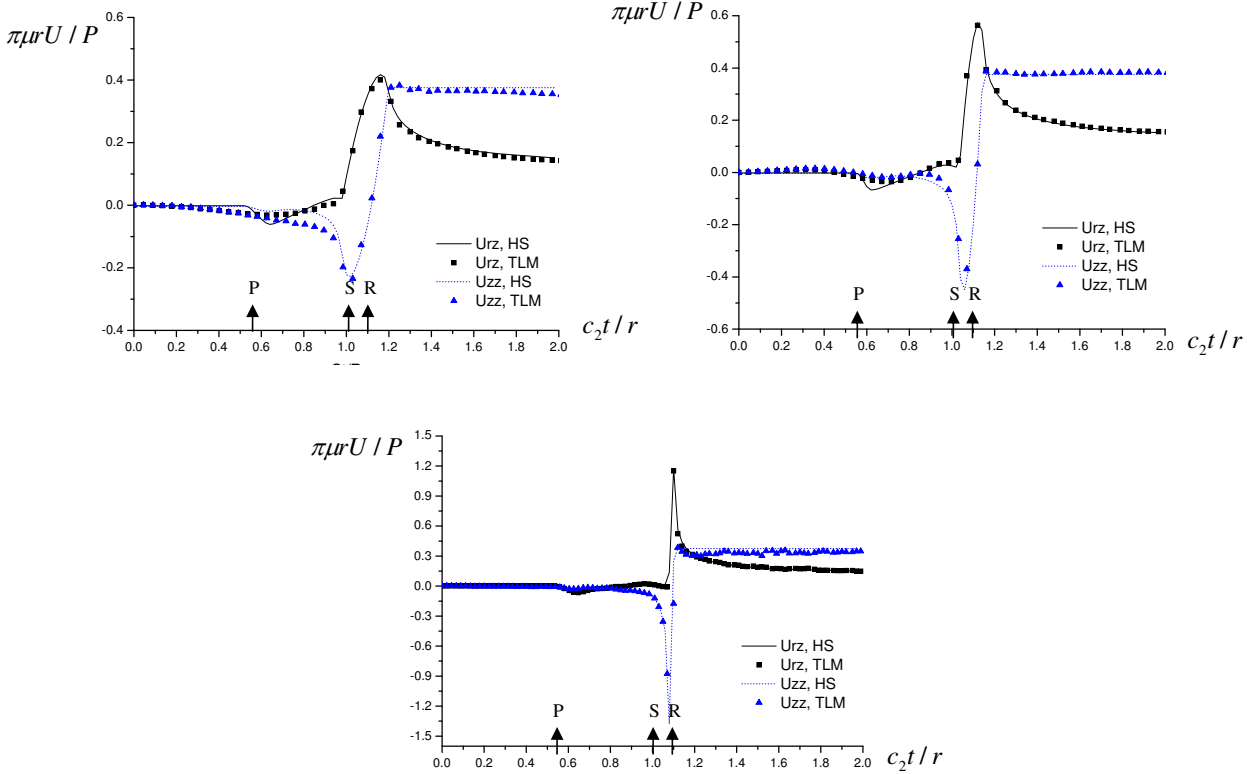 πμrU / P
0.6
0.4
0.2
0.0
-0.2
-0.4
0.0 0.2 0.4 0.6 0.8 1.0 1.2 1.4 1.6 1.8 2.0
P S R
Urz, HS
Urz, TLM
Uzz, HS
Uzz, TLM
c₂t / r
πμrU / P
0.6
0.4
0.2
0.0
-0.2
-0.4
-0.6
0.0 0.2 0.4 0.6 0.8 1.0 1.2 1.4 1.6 1.8 2.0
P S R
Urz, HS
Urz, TLM
Uzz, HS
Uzz, TLM
c₂t / r
πμrU / P
1.5
1.2
0.9
0.6
0.3
0.0
-0.3
-0.6
-0.9
-1.2
-1.5
0.0 0.2 0.4 0.6 0.8 1.0 1.2 1.4 1.6 1.8 2.0
P S R
Urz, HS
Urz, TLM
Uzz, HS
Uzz, TLM
c₂t / r